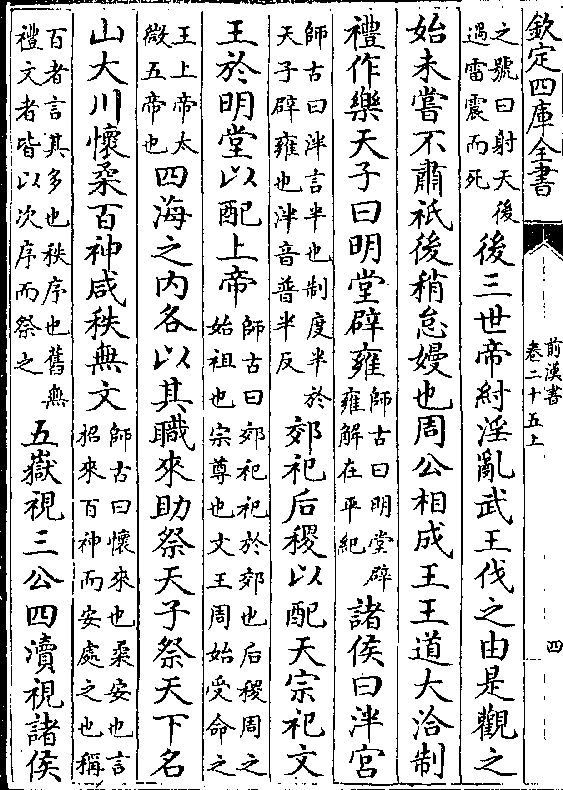 欽定四庫全書
前漢書
卷二十五上
四
之號曰射天後
過雷震而死
後三世帝紂淫亂武王伐之由是觀之
始未嘗不肅祇後稍怠嫚也周公相成王王道大洽制
禮作樂天子曰明堂辟雍
師古曰明堂辟
雍解在平紀
諸侯曰泮宮
師古曰泮言半也制度半於
天子辟雍也泮音普半反
郊祀后稷以配天宗祀文
王於明堂以配上帝
師古曰郊祀祀於郊也后稷周之
始祖也宗尊也文王周始受命之
王上帝太
微五帝也
四海之內各以其職來助祭天子祭天下名
山大川懷柔百神咸秩無文
師古曰懷來也柔安也言
招來百神而安處之也稱
百者言其多也秩序也舊無
禮文者皆以次序而祭之
五嶽視三公四瀆視諸侯